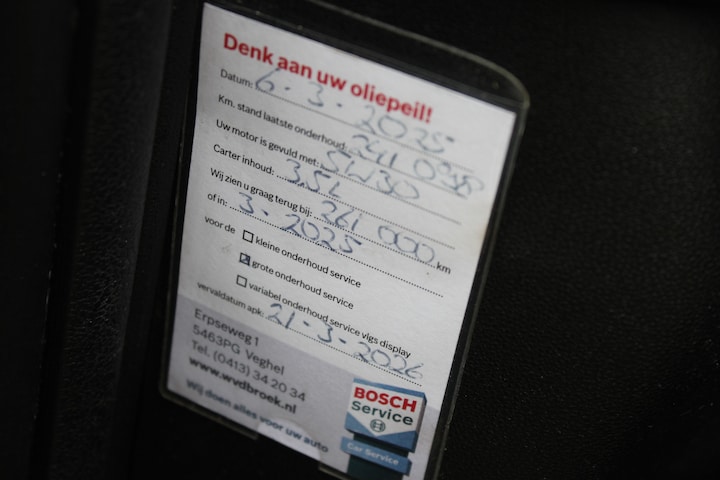 Denk aan uw oliepeil!
Datum: 6-3-2025
Km. stand laatste onderhoud: 241 098
Uw motor is gevuld met: 5W30
Carter inhoud: 3,5L
Wij zien u graag terug bij: 261 000 km
of in: 3-2025
voor de kleine onderhoud service
grote onderhoud service
variabel onderhoud service vlgs display
vervaldatum apk: 21-3-2026
Erpseweg 1
5463PG Veghel
Tel. (0413) 34 20 34
www.wvdbroek.nl
Wij doen alles voor uw auto
BOSCH
Service
Car Service